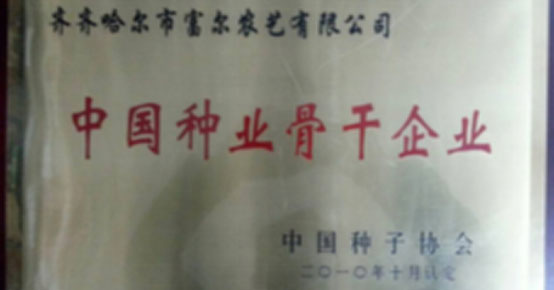 齐齐哈尔市富尔农艺有限公司
中国种业骨干企业
中国种子协会
二〇一〇年十月认定